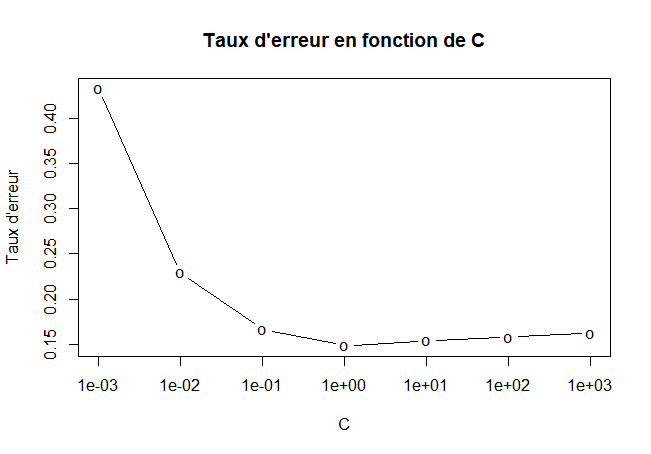 Taux d'erreur en fonction de C
Taux d'erreur
0.40
0.35
0.30
0.25
0.20
0.15
1e-03 1e-02 1e-01 1e+00 1e+01 1e+02 1e+03
C